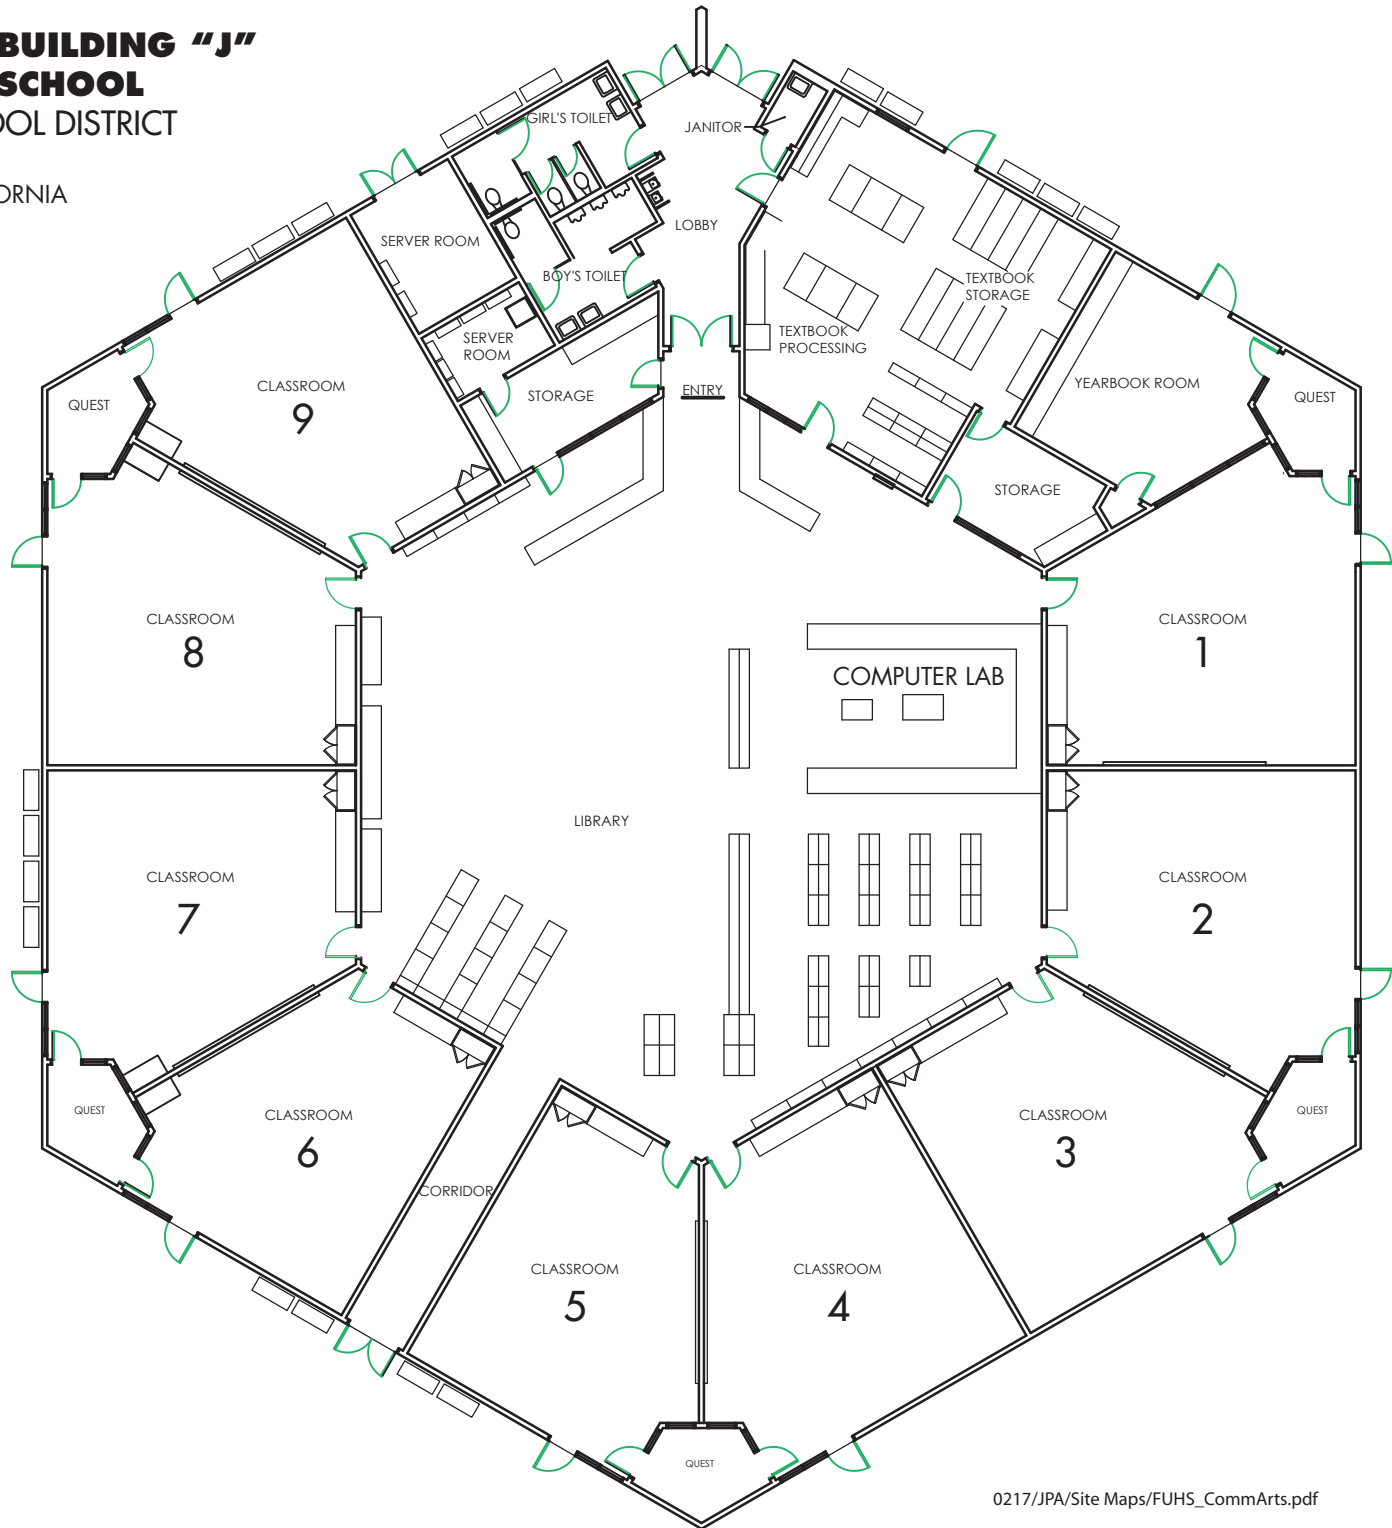 BUILDING “J”
SCHOOL
OOL DISTRICT
ORNIA
GIRL'S TOILET
JANITOR
LOBBY
SERVER ROOM
BOY'S TOILET
SERVER
ROOM
STORAGE
ENTRY
TEXTBOOK
STORAGE
TEXTBOOK
PROCESSING
YEARBOOK ROOM
QUEST
CLASSROOM
9
QUEST
STORAGE
CLASSROOM
8
CLASSROOM
1
COMPUTER LAB
LIBRARY
CLASSROOM
7
CLASSROOM
2
QUEST
CLASSROOM
6
CLASSROOM
3
QUEST
CORRIDOR
CLASSROOM
5
CLASSROOM
4
QUEST
0217/JPA/Site Maps/FUHS_CommArts.pdf